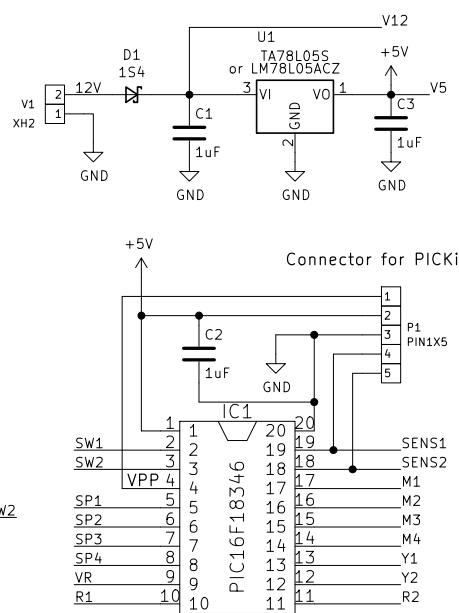 V12
U1
D1
TA78L05S
+5V
1S4
or LM78L05ACZ
2
12V
3
VI
VO
1
V5
V1
1
C1
GND
C3
XH2
2
1uF
1uF
GND
GND
GND
GND
+5V
Connector for PICKi
1
2
C2
3
P1
PIN1X5
1uF
4
GND
5
IC1
1
1
20
20
SW1
2
2
19
19
SENS1
SW2
3
3
18
18
SENS2
VPP
4
4
17
17
M1
SP1
5
5
16
16
M2
W2
SP2
6
6
15
15
M3
SP3
7
7
14
14
M4
SP4
8
8
13
13
Y1
VR
9
9
12
12
Y2
R1
10
10
11
11
R2
PIC16F18346